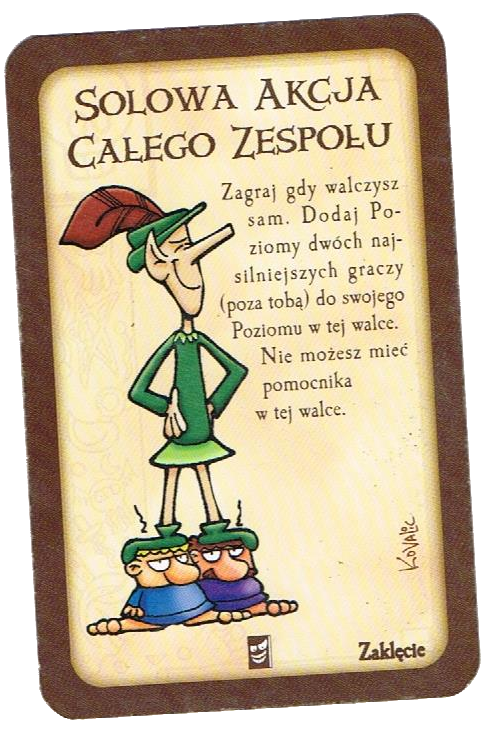 Solowa Akcja
Całego Zespołu
Zagraj gdy walczysz
sam. Dodaj Po-
ziomy dwóch naj-
silniejszych graczy
(poza tobą) do swojego
Poziomu w tej walce.
Nie możesz mieć
pomocnika
w tej walce.
Kovalic
Zaklęcie